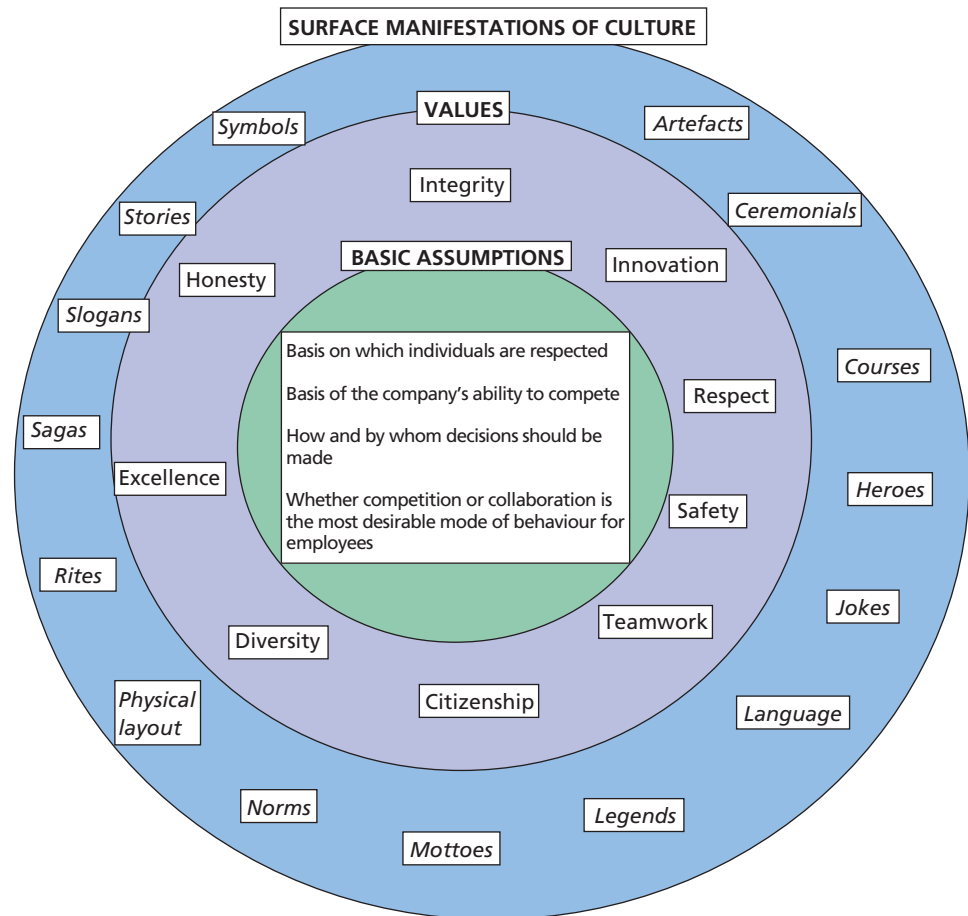 SURFACE MANIFESTATIONS OF CULTURE
VALUES
Symbols
Artefacts
Integrity
Stories
Ceremonials
BASIC ASSUMPTIONS
Innovation
Honesty
Slogans
Basis on which individuals are respected
Courses
Basis of the company's ability to compete
Respect
Sagas
How and by whom decisions should be
made
Excellence
Heroes
Whether competition or collaboration is
the most desirable mode of behaviour for
employees
Safety
Rites
Jokes
Teamwork
Diversity
Physical
layout
Citizenship
Language
Norms
Legends
Mottoes